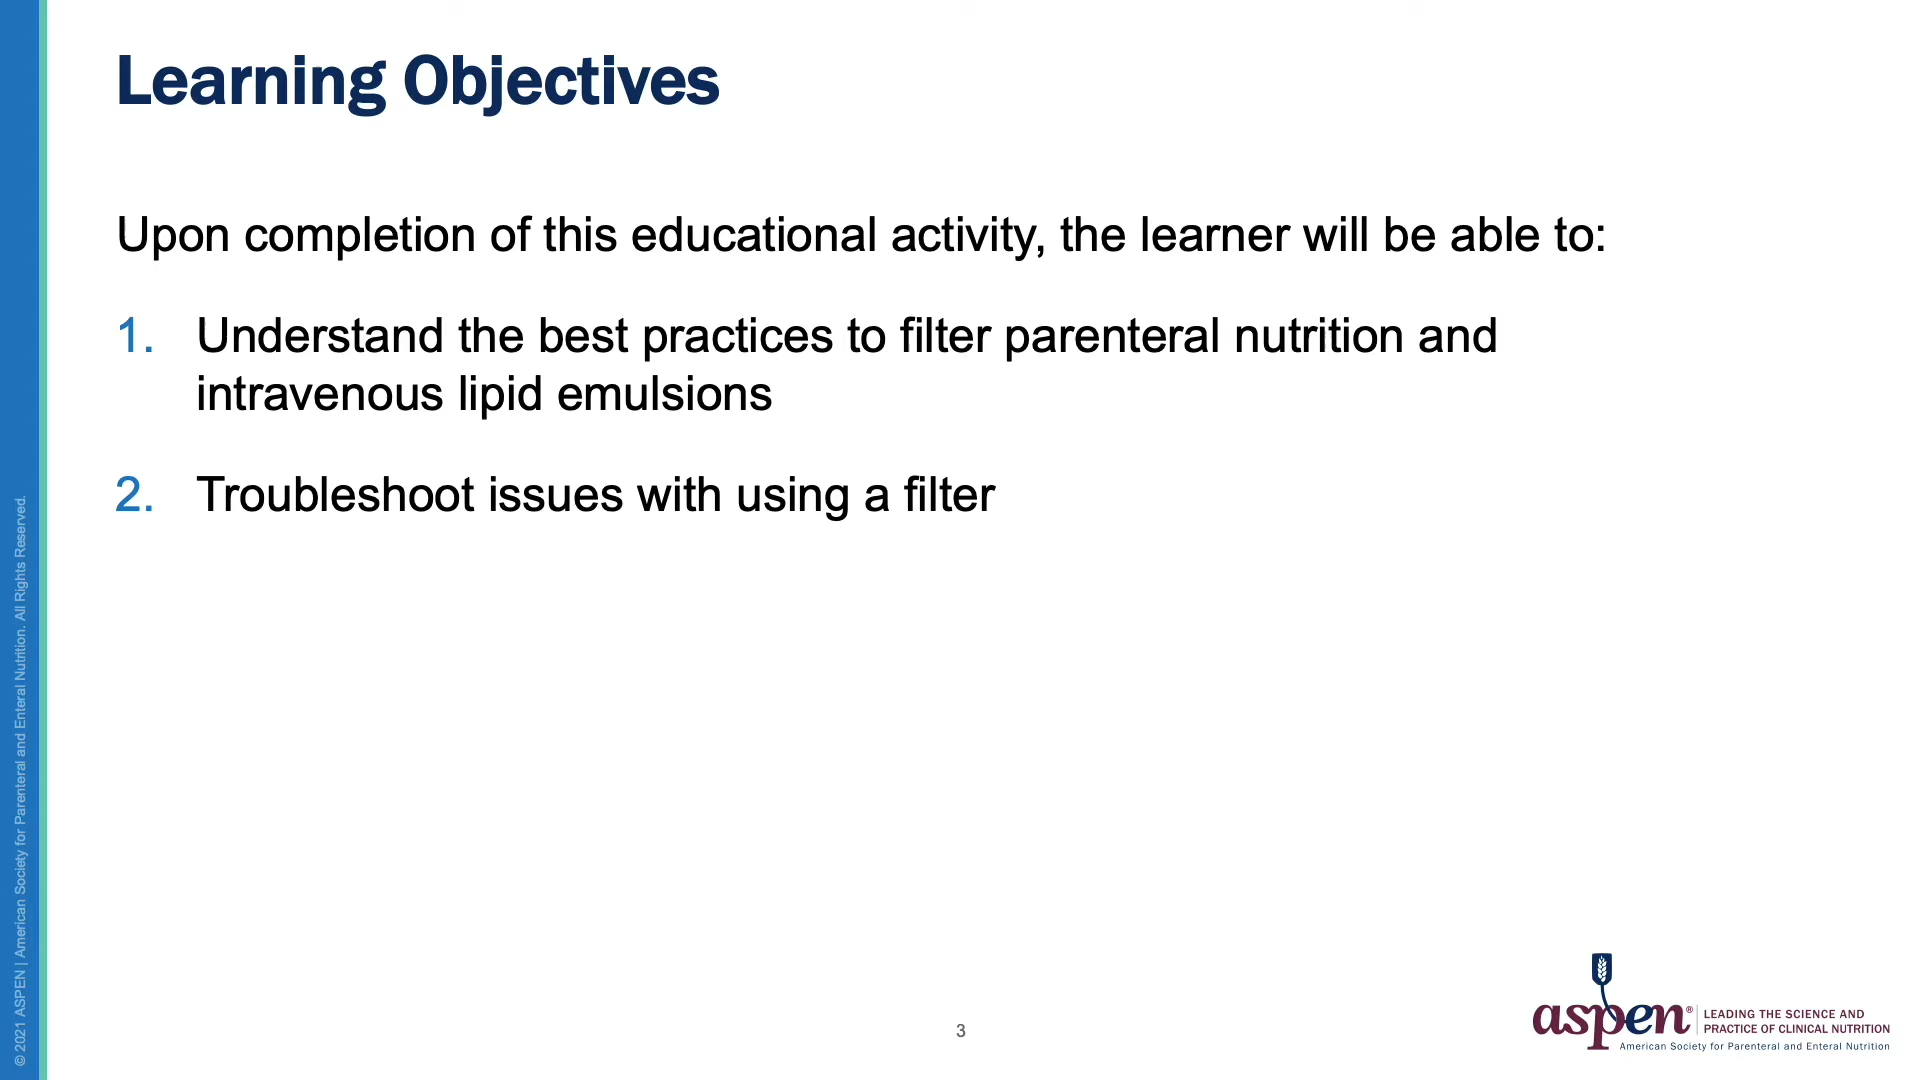 Learning Objectives
Upon completion of this educational activity, the learner will be able to:
1. Understand the best practices to filter parenteral nutrition and
intravenous lipid emulsions
2. Troubleshoot issues with using a filter
© 2021 ASPEN | American Society for Parenteral and Enteral Nutrition. All Rights Reserved.
3
aspen®
LEADING THE SCIENCE AND
PRACTICE OF CLINICAL NUTRITION
American Society for Parenteral and Enteral Nutrition